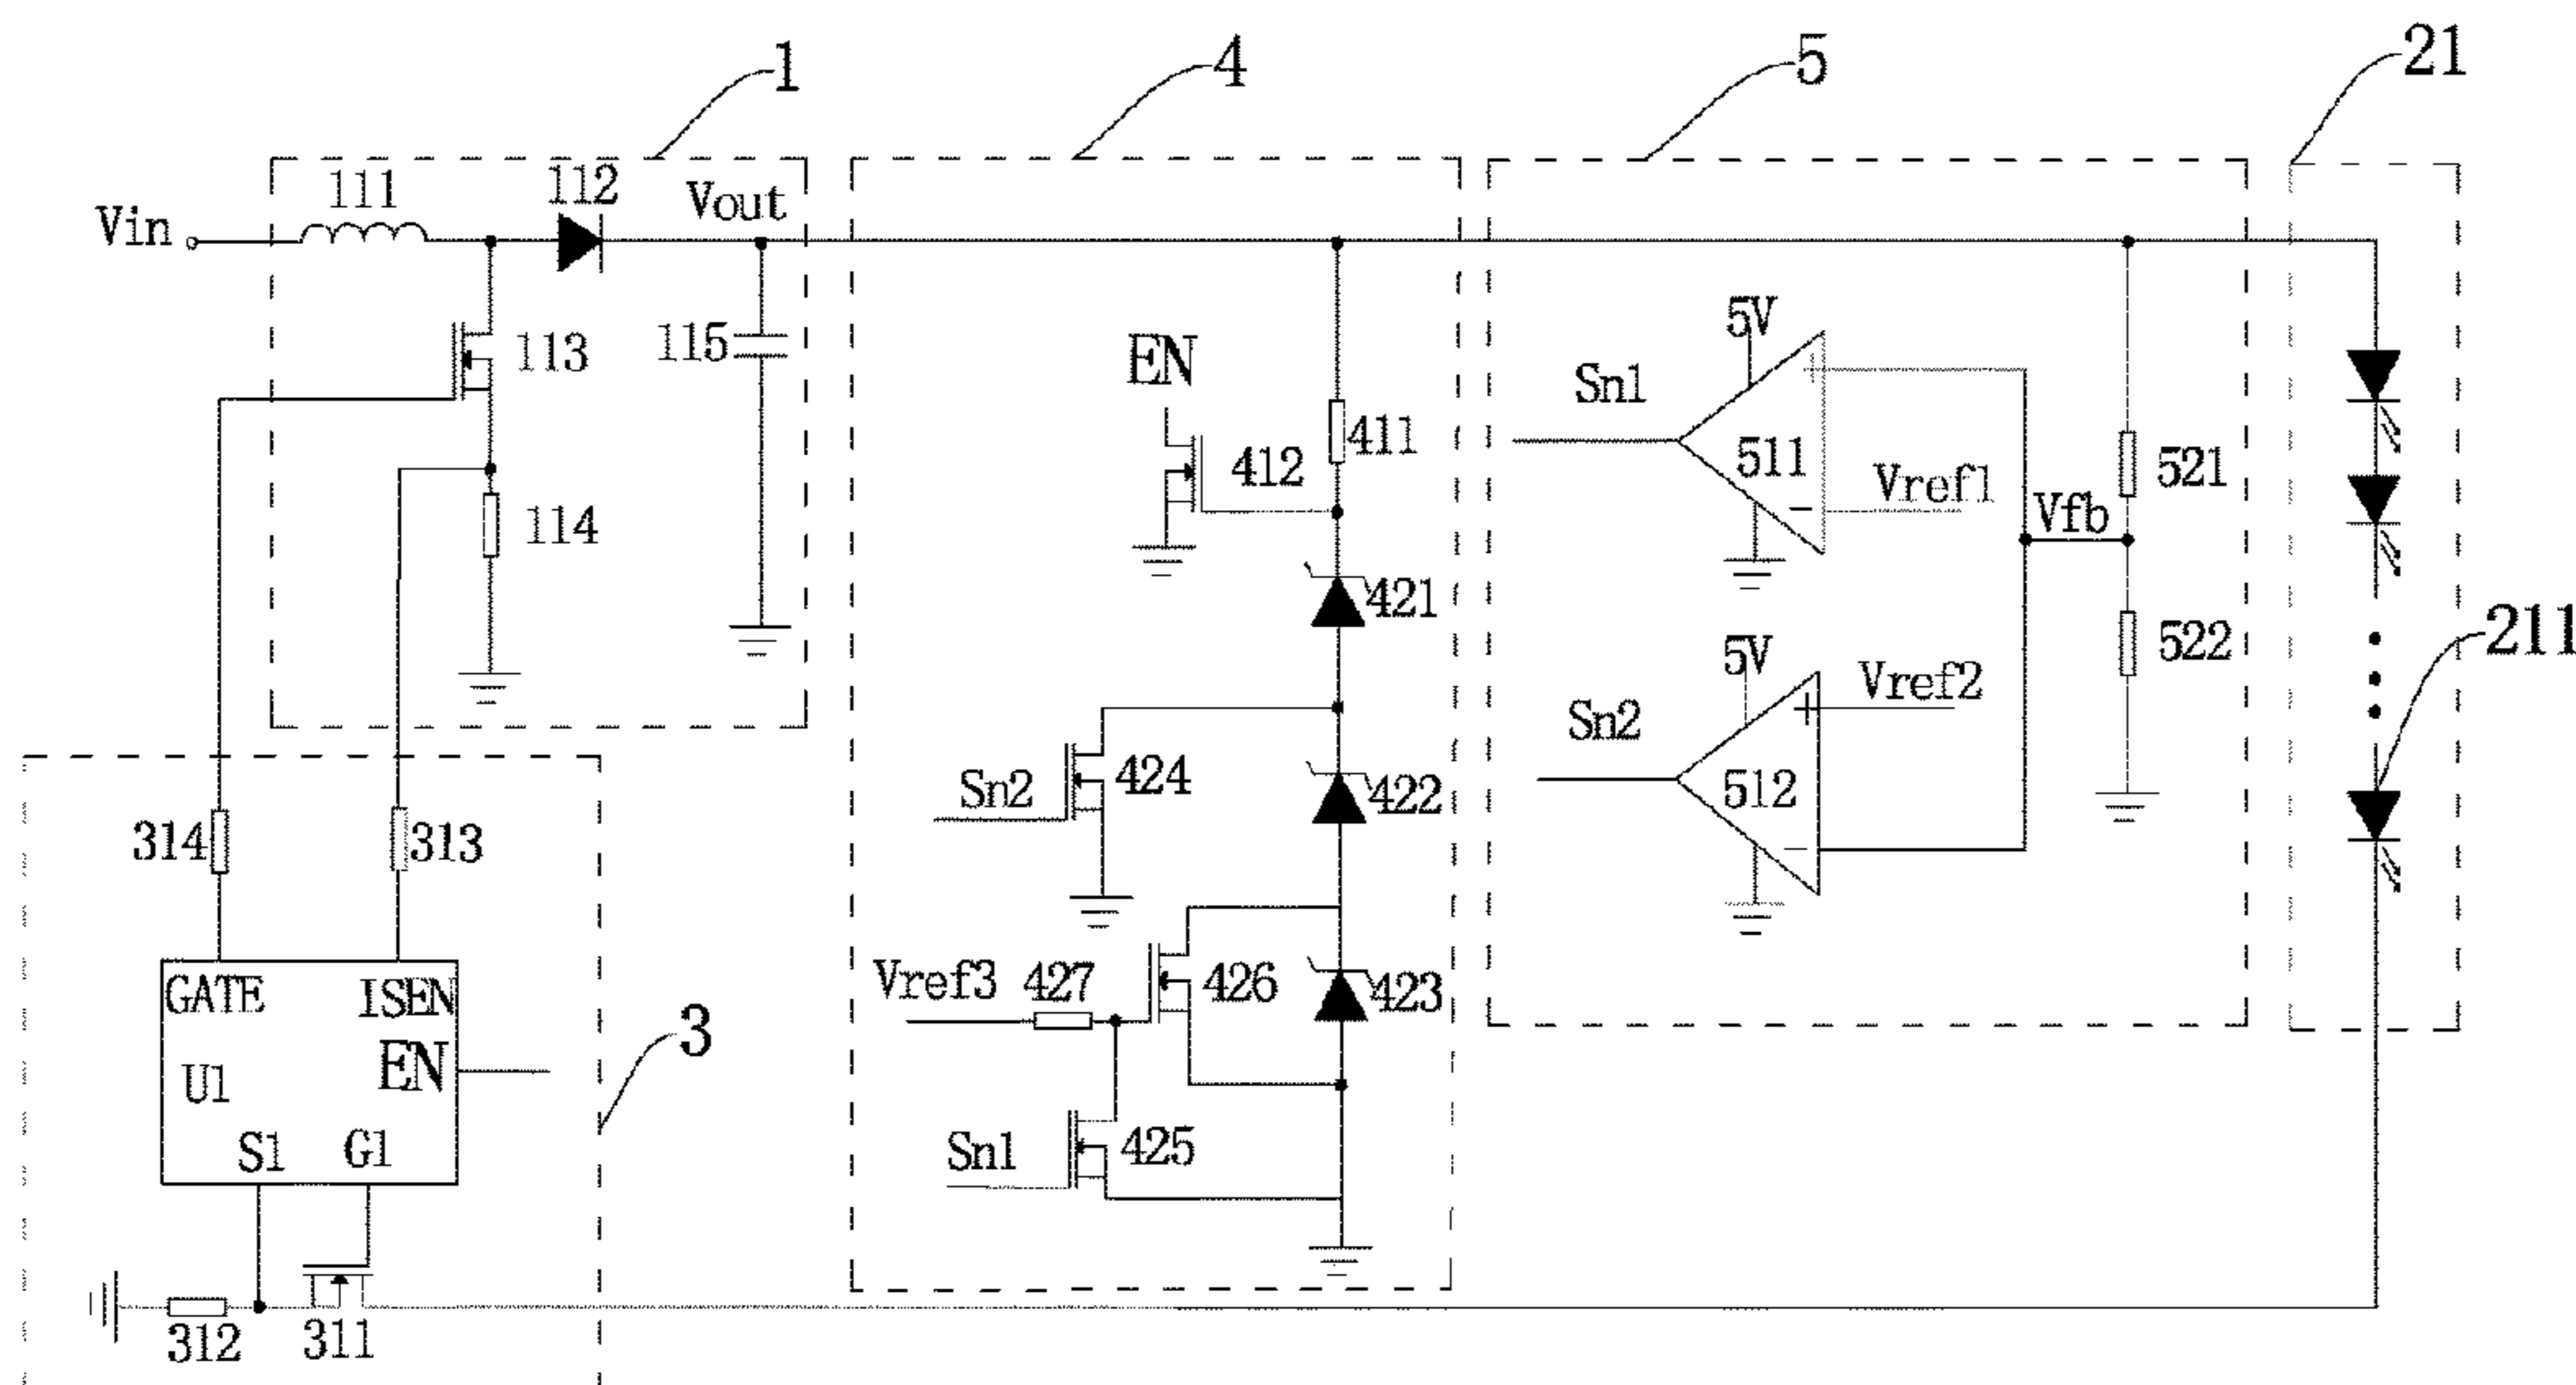 1
4
5
21
111
112
Vout
Vin
113
115
114
EN
412
411
421
Sn2
424
422
Vref3
427
426
423
Sn1
425
5V
Sn1
511
Vref1
Vfb
521
5V
Vref2
522
Sn2
512
211
314
313
GATE
ISEN
EN
U1
S1
G1
3
312
311